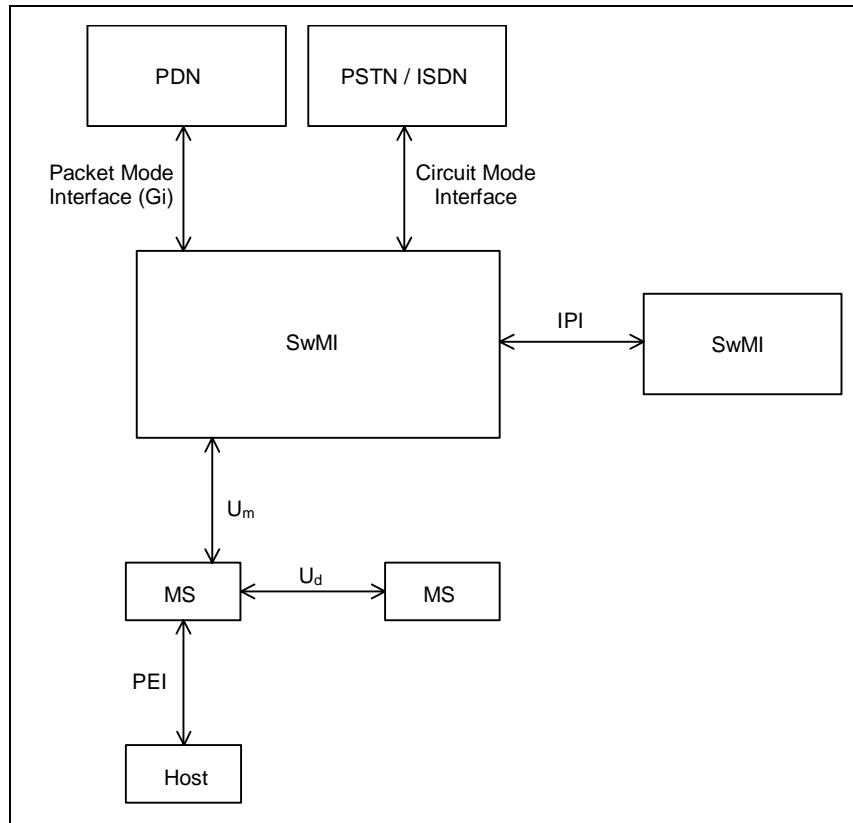 PDN
PSTN / ISDN
Packet Mode
Interface (Gi)
Circuit Mode
Interface
SwMI
IPI
SwMI
Um
MS
Ud
MS
PEI
Host